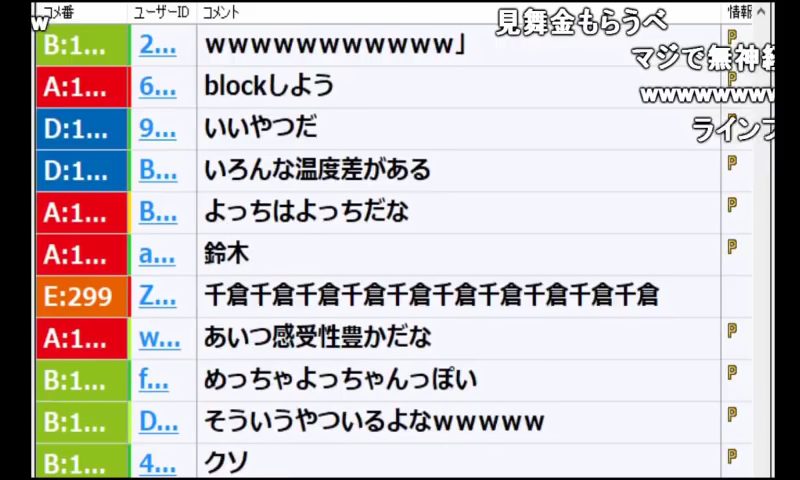 コメ番 ユーザーID コメント 情報
w
見舞金もらうべ
B:1... 2... wwwwwwwwwww」 P
マジで無神経
A:1... 6... blockしよう P
wwwwwwww
D:1... 9... いいやつだ P
ラインア
D:1... B... いろんな温度差がある P
A:1... B... よっちはよっちだな P
A:1... a... 鈴木 P
E:299 Z... 千倉千倉千倉千倉千倉千倉千倉千倉千倉千倉
A:1... w... あいつ感受性豊かだな P
B:1... f... めっちゃよっちゃんっぽい P
B:1... D... そういうやついるよなwwwww P
B:1... 4... クソ P